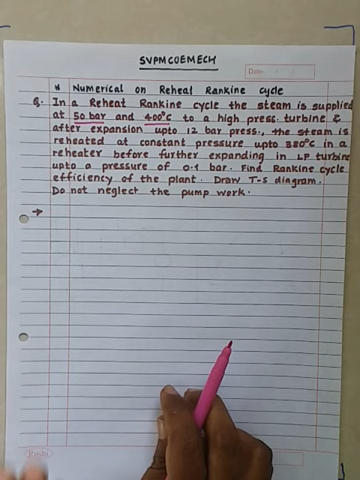 SVPMCOEMECH
Date
* Numerical on Reheat Rankine Cycle
Q. In a Reheat Rankine cycle the steam is supplied
at 50 bar and 400°C to a high press. turbine &
after expansion upto 12 bar press., the steam is
reheated at constant pressure upto 380°C in a
reheater before further expanding in LP turbine
upto a pressure of 0.1 bar. Find Rankine cycle
efficiency of the plant. Draw T-S diagram.
Do not neglect the pump work.
→